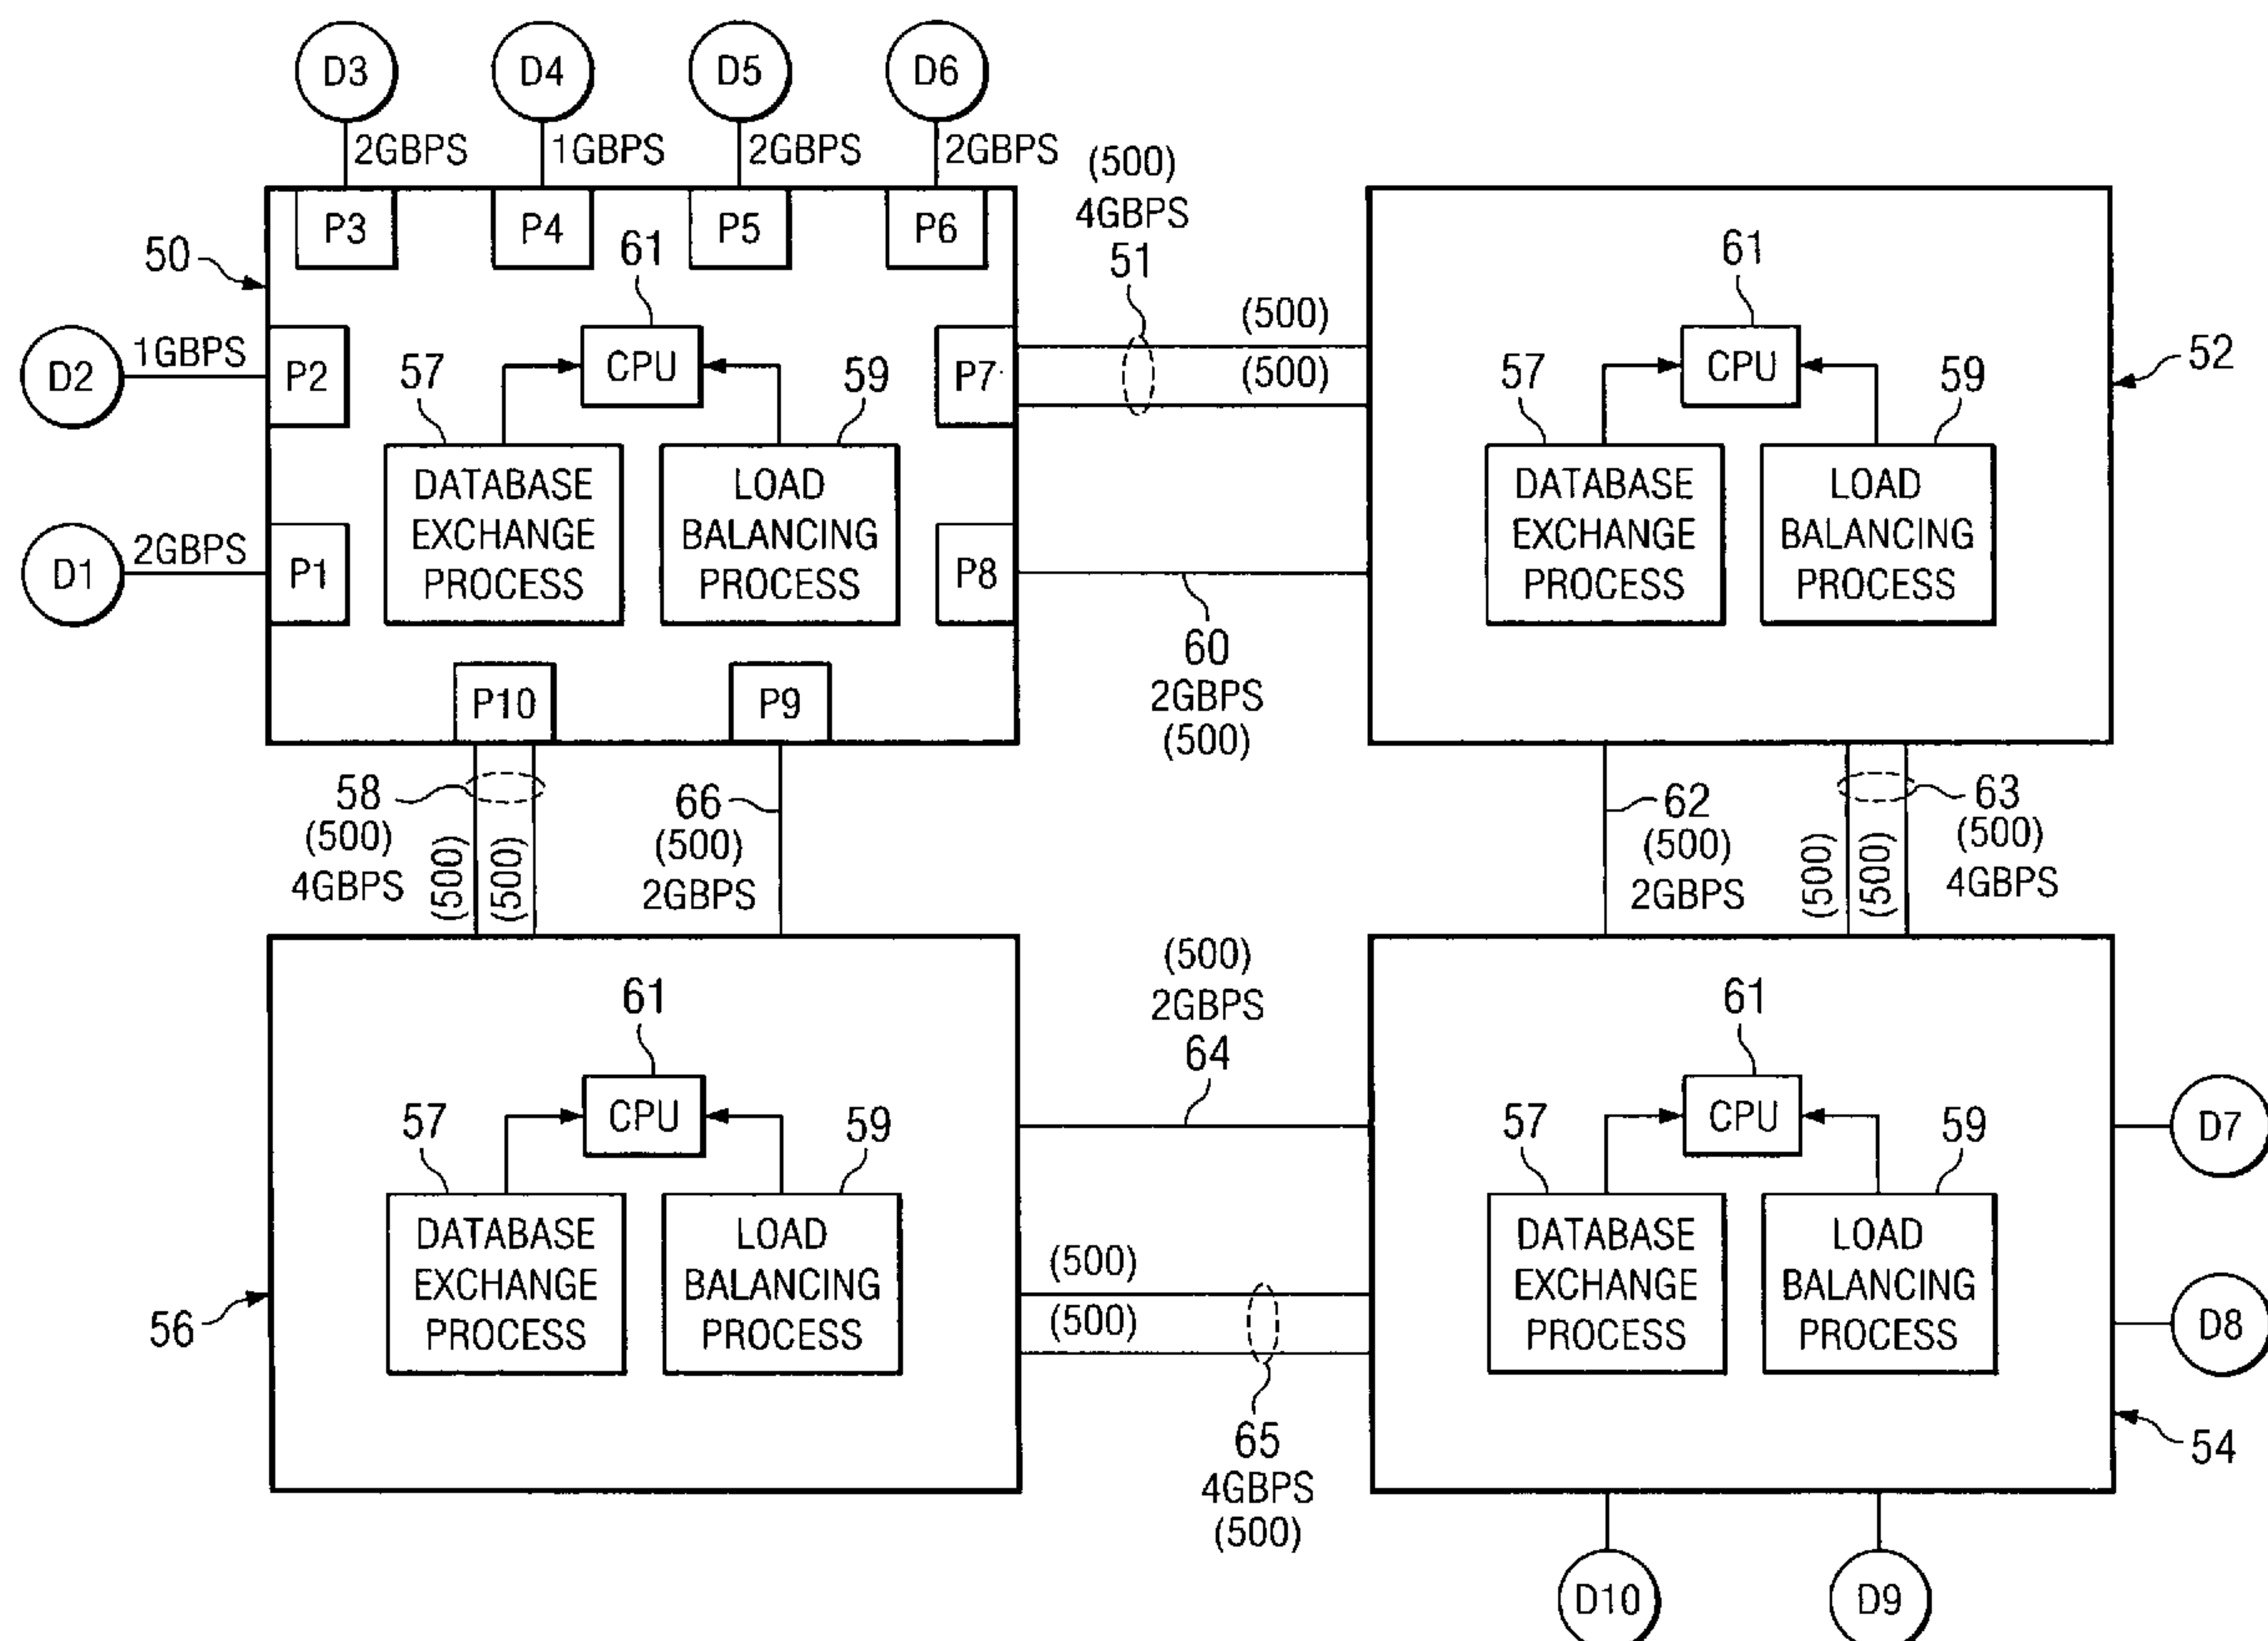 D3
D4
D5
D6
2GBPS
1GBPS
2GBPS
2GBPS
(500)
4GBPS
51
50
P3
P4
P5
P6
61
61
D2
1GBPS
P2
57
CPU
59
P7
(500)
(500)
57
CPU
59
52
D1
2GBPS
P1
DATABASE
EXCHANGE
PROCESS
LOAD
BALANCING
PROCESS
P8
DATABASE
EXCHANGE
PROCESS
LOAD
BALANCING
PROCESS
P10
P9
60
2GBPS
(500)
58
(500)
4GBPS
(500)
(500)
66
(500)
2GBPS
62
(500)
2GBPS
(500)
(500)
63
(500)
4GBPS
(500)
2GBPS
64
61
57
CPU
59
61
57
CPU
59
D7
DATABASE
EXCHANGE
PROCESS
LOAD
BALANCING
PROCESS
(500)
(500)
DATABASE
EXCHANGE
PROCESS
LOAD
BALANCING
PROCESS
D8
56
65
4GBPS
(500)
54
D10
D9